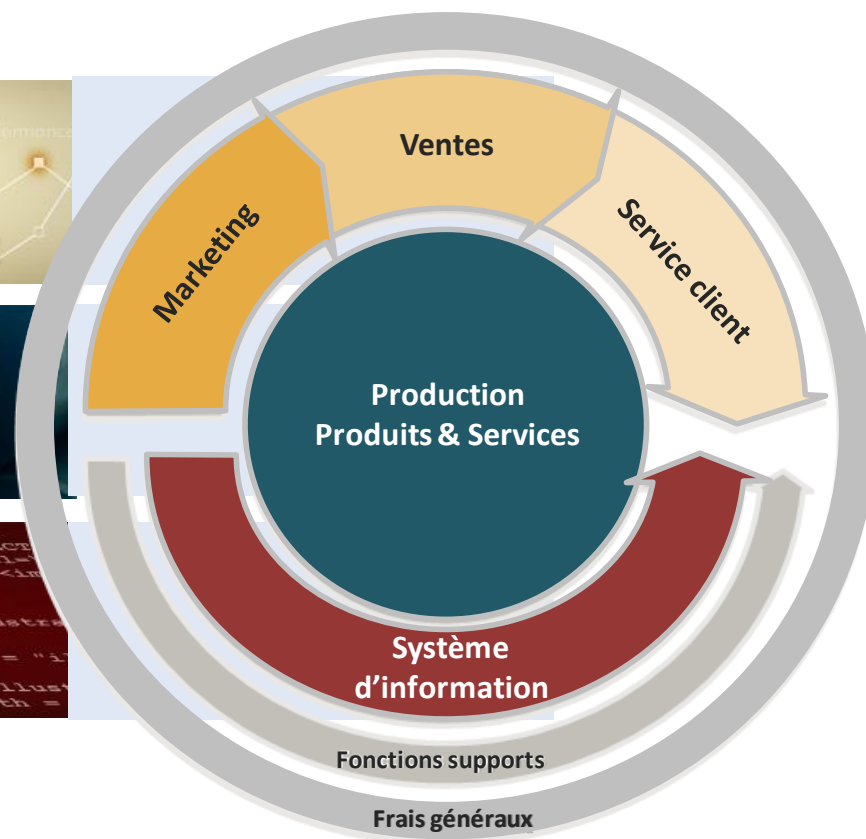 Ventes
Marketing
Service client
Production
Produits & Services
Système
d’information
Fonctions supports
Frais généraux